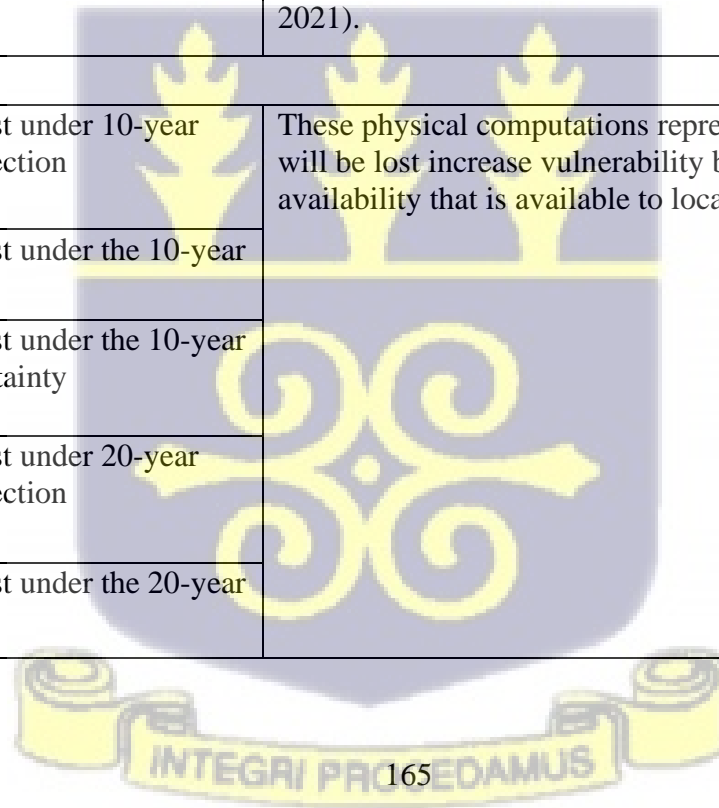 2021).
st under 10-year
ection
These physical computations repre
will be lost increase vulnerability b
availability that is available to loca
st under the 10-year
st under the 10-year
tainty
st under 20-year
ection
st under the 20-year
INTEGRI PROCEDAMUS
165